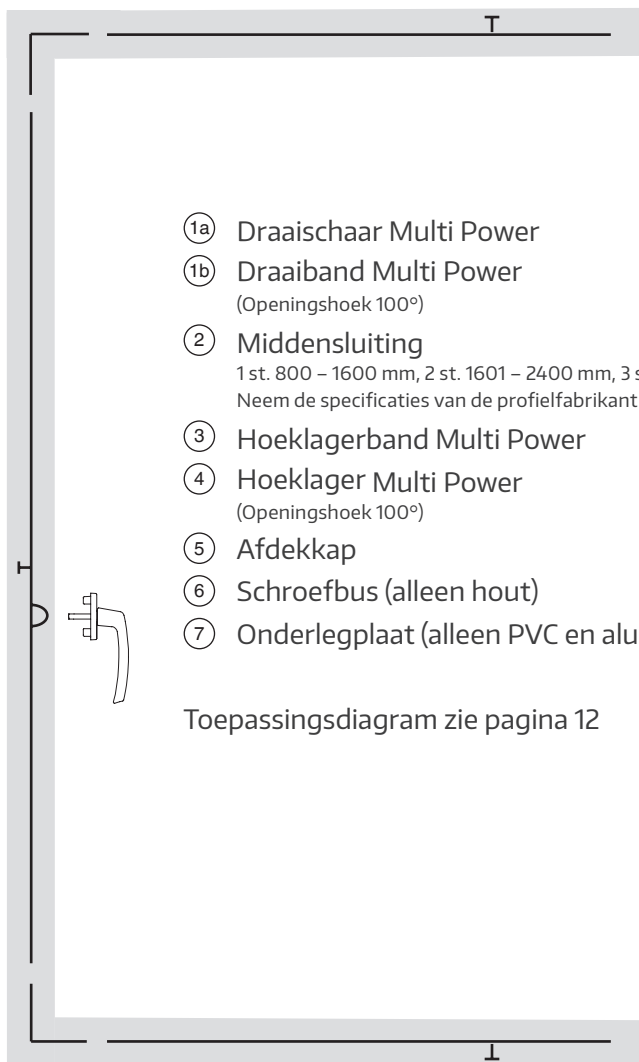 1a Draaischaar Multi Power
1b Draaiband Multi Power
(Openingshoek 100°)
2 Middensluiting
1 st. 800 – 1600 mm, 2 st. 1601 – 2400 mm, 3 s
Neem de specificaties van de profielfabrikant
3 Hoeklagerband Multi Power
4 Hoeklager Multi Power
(Openingshoek 100°)
5 Afdekkap
6 Schroefbus (alleen hout)
7 Onderlegplaat (alleen PVC en alu
Toepassingsdiagram zie pagina 12